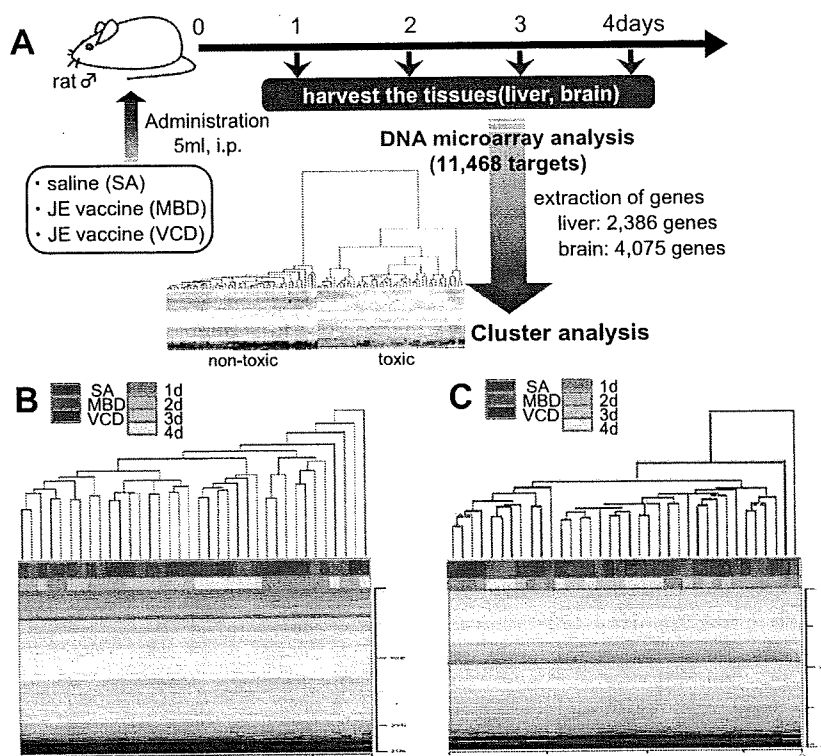 A
0
1
2
3
4days
rat♂
harvest the tissues(liver, brain)
Administration
5ml, i.p.
DNA microarray analysis
(11,468 targets)
・saline (SA)
・JE vaccine (MBD)
・JE vaccine (VCD)
extraction of genes
liver: 2,386 genes
brain: 4,075 genes
Cluster analysis
non-toxic
toxic
B
SA
MBD
VCD
1d
2d
3d
4d
C
SA
MBD
VCD
1d
2d
3d
4d